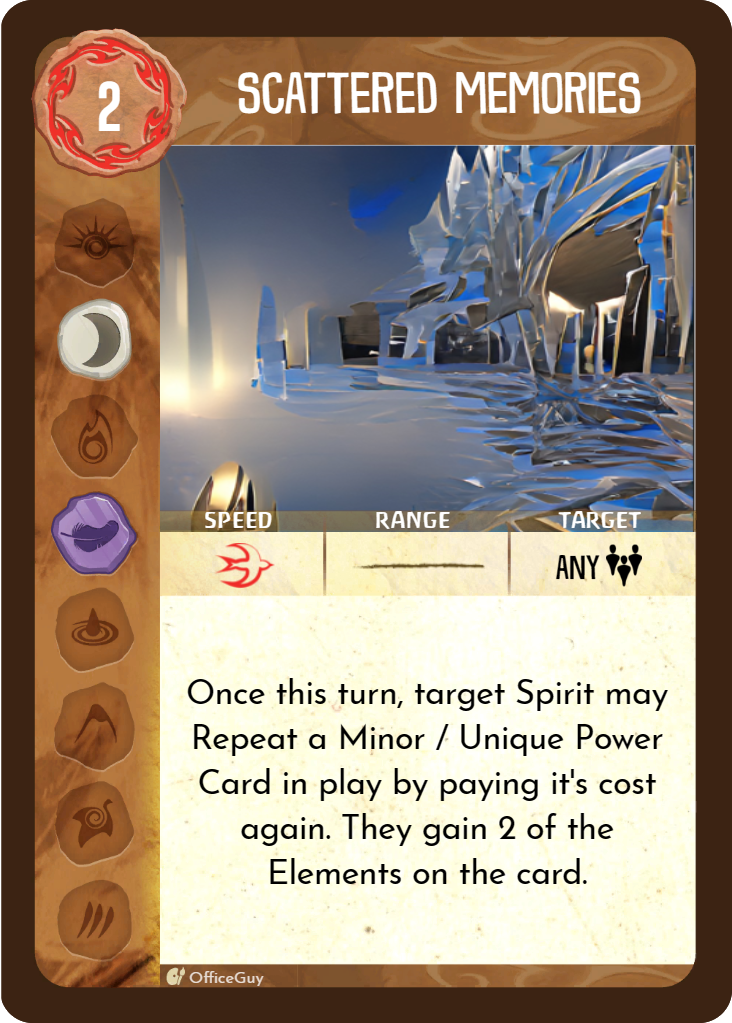 2
SCATTERED MEMORIES
SPEED RANGE TARGET
ANY
Once this turn, target Spirit may
Repeat a Minor / Unique Power
Card in play by paying it's cost
again. They gain 2 of the
Elements on the card.
OfficeGuy